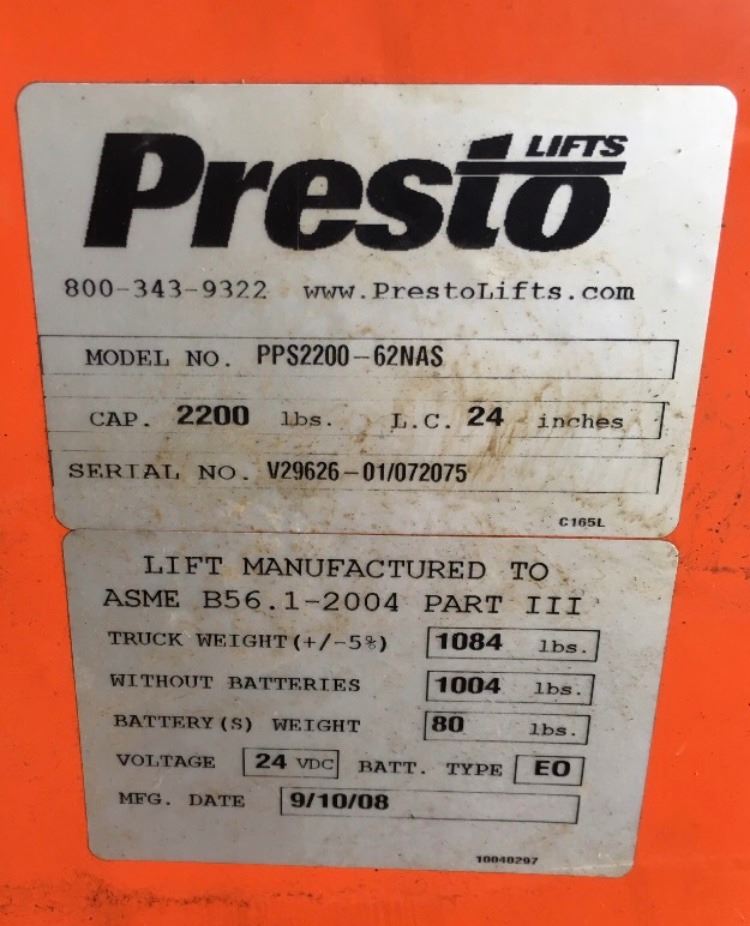 Presto LIFTS
800-343-9322 www.PrestoLifts.com
MODEL NO. PPS2200-62NAS
CAP. 2200 lbs. L.C. 24 inches
SERIAL NO. V29626-01/072075
C165L
LIFT MANUFACTURED TO
ASME B56.1-2004 PART III
TRUCK WEIGHT(+/-5%) 1084 lbs.
WITHOUT BATTERIES 1004 lbs.
BATTERY(S) WEIGHT 80 lbs.
VOLTAGE 24 VDC BATT. TYPE EO
MFG. DATE 9/10/08
10040297